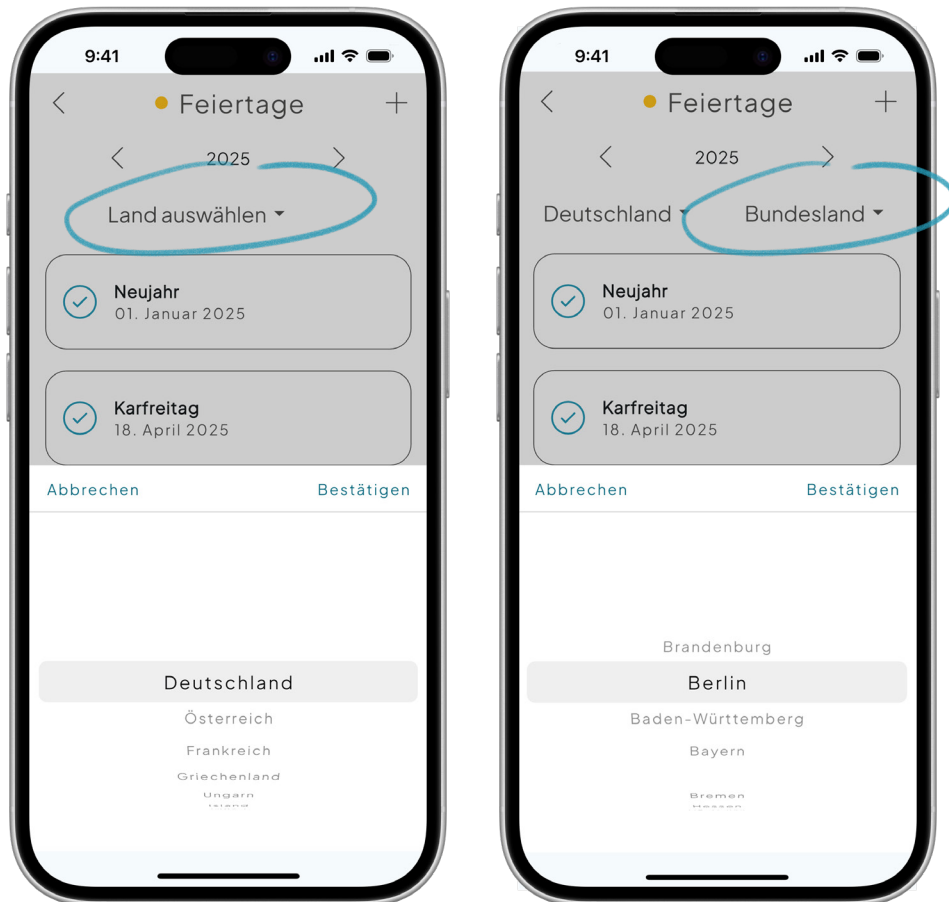 9:41
Feiertage
2025
Land auswählen
Neujahr
01. Januar 2025
Karfreitag
18. April 2025
Abbrechen Bestätigen
Deutschland
Österreich
Frankreich
Griechenland
Ungarn
Island
9:41
Feiertage
2025
Deutschland Bundesland
Neujahr
01. Januar 2025
Karfreitag
18. April 2025
Abbrechen Bestätigen
Brandenburg
Berlin
Baden-Württemberg
Bayern
Bremen
Hessen